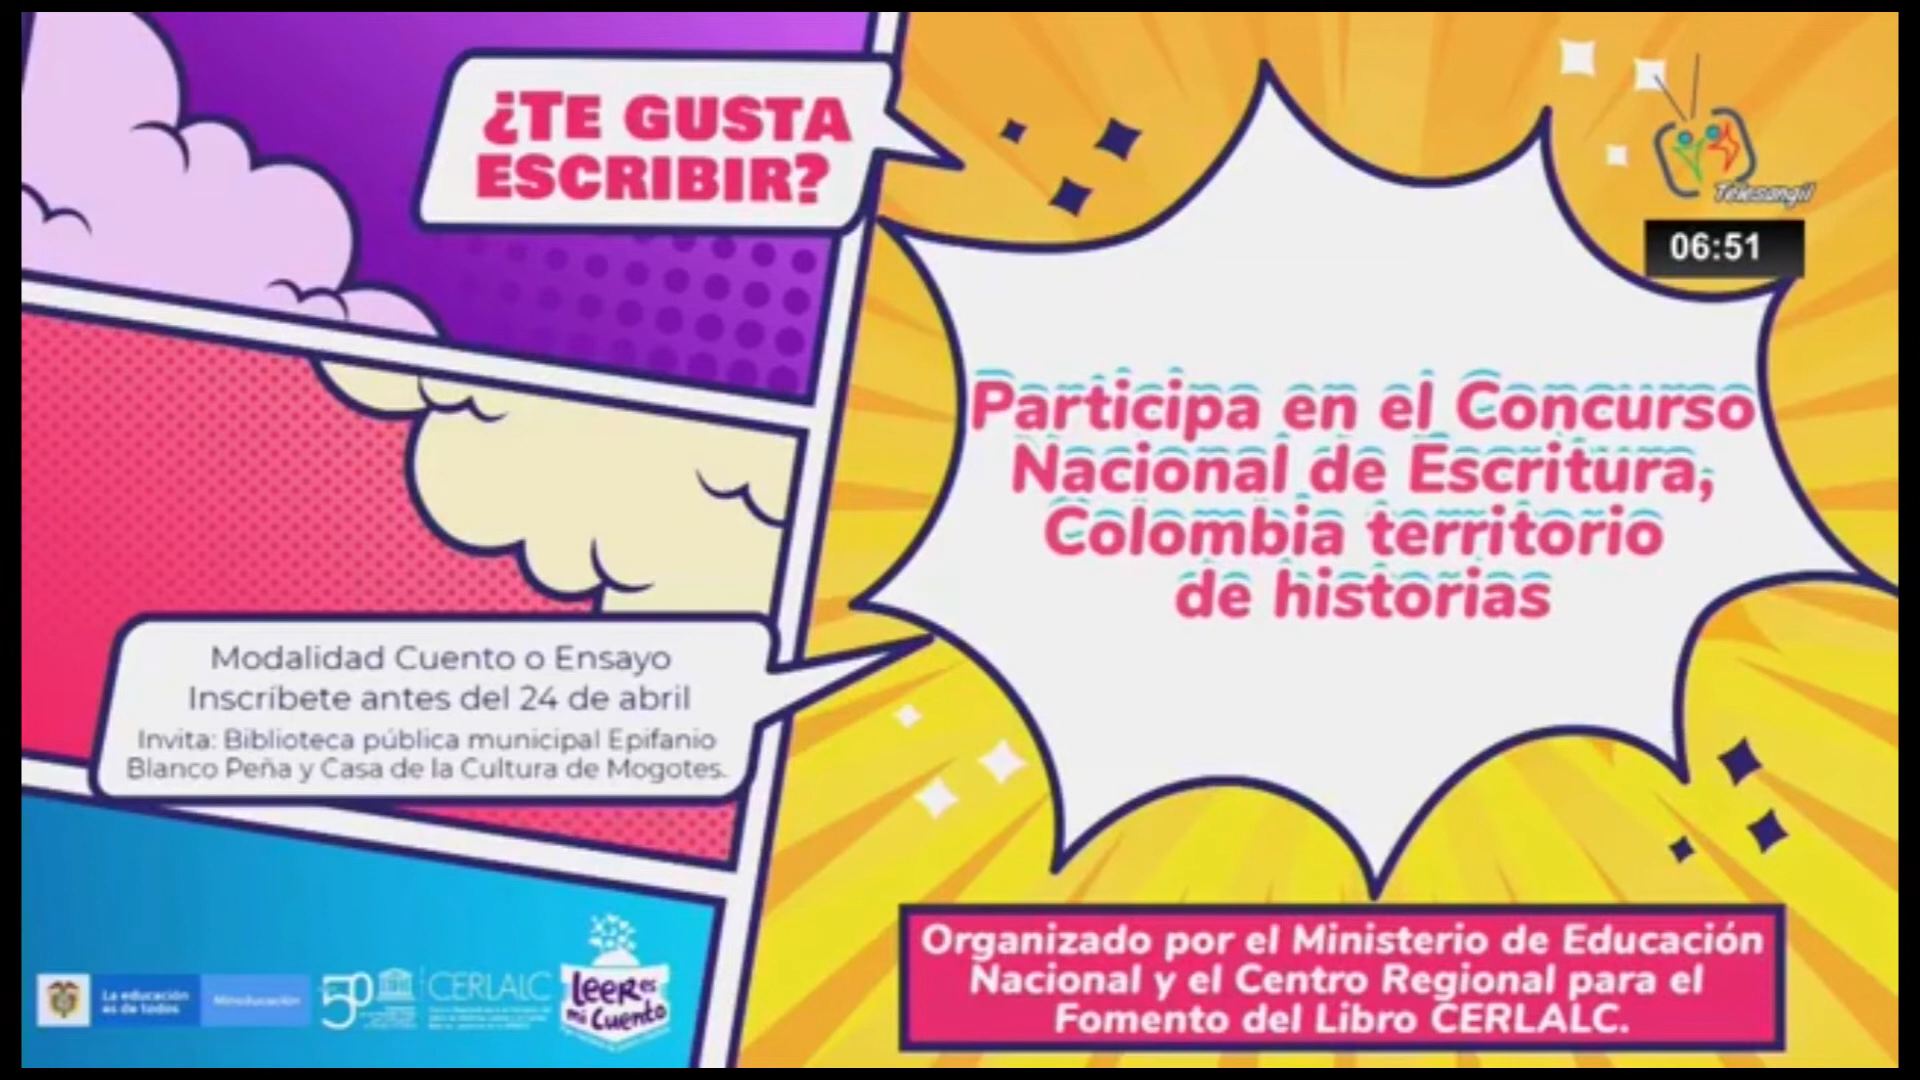 ¿TE GUSTA
ESCRIBIR?
Telesangil
06:51
Participa en el Concurso
Nacional de Escritura,
Colombia territorio
de historias
Modalidad Cuento o Ensayo
Inscríbete antes del 24 de abril
Invita: Biblioteca pública municipal Epifanio
Blanco Peña y Casa de la Cultura de Mogotes.
Organizado por el Ministerio de Educación
Nacional y el Centro Regional para el
Fomento del Libro CERLALC.
La educación
es de todos
Mineducación
50
CERLALC
Leer es
mi Cuento